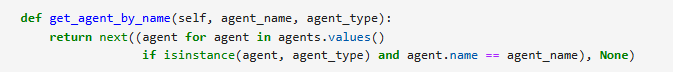 def get_agent_by_name(self, agent_name, agent_type):
    return next((agent for agent in agents.values()
                 if isinstance(agent, agent_type) and agent.name == agent_name), None)